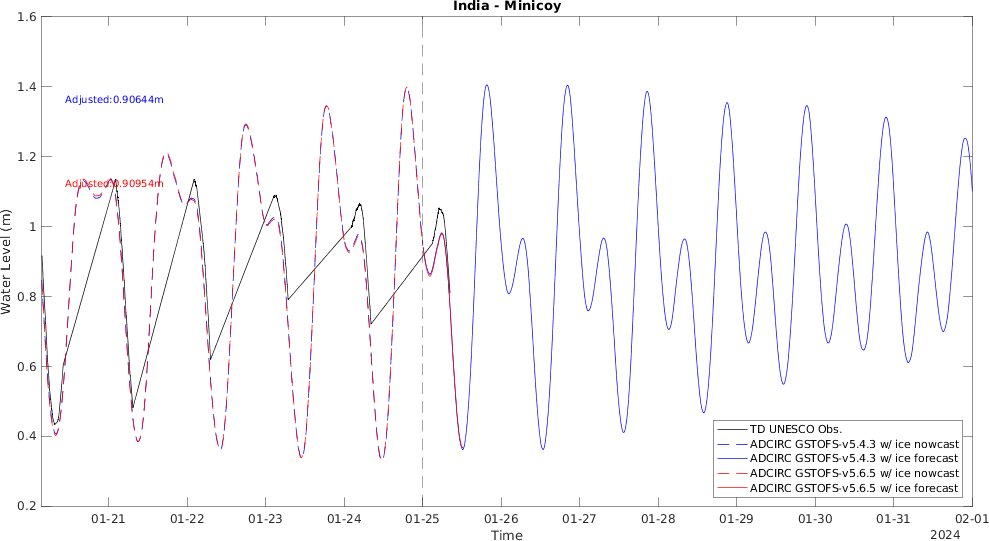 India - Minicoy
1.6
1.4
1.2
1
0.8
0.6
0.4
0.2
Water Level (m)
Adjusted:0.90644m
Adjusted:0.90954m
TD UNESCO Obs.
ADCIRC GSTOFS-v5.4.3 w/ ice nowcast
ADCIRC GSTOFS-v5.4.3 w/ ice forecast
ADCIRC GSTOFS-v5.6.5 w/ ice nowcast
ADCIRC GSTOFS-v5.6.5 w/ ice forecast
01-21 01-22 01-23 01-24 01-25 01-26 01-27 01-28 01-29 01-30 01-31 02-01
Time
2024